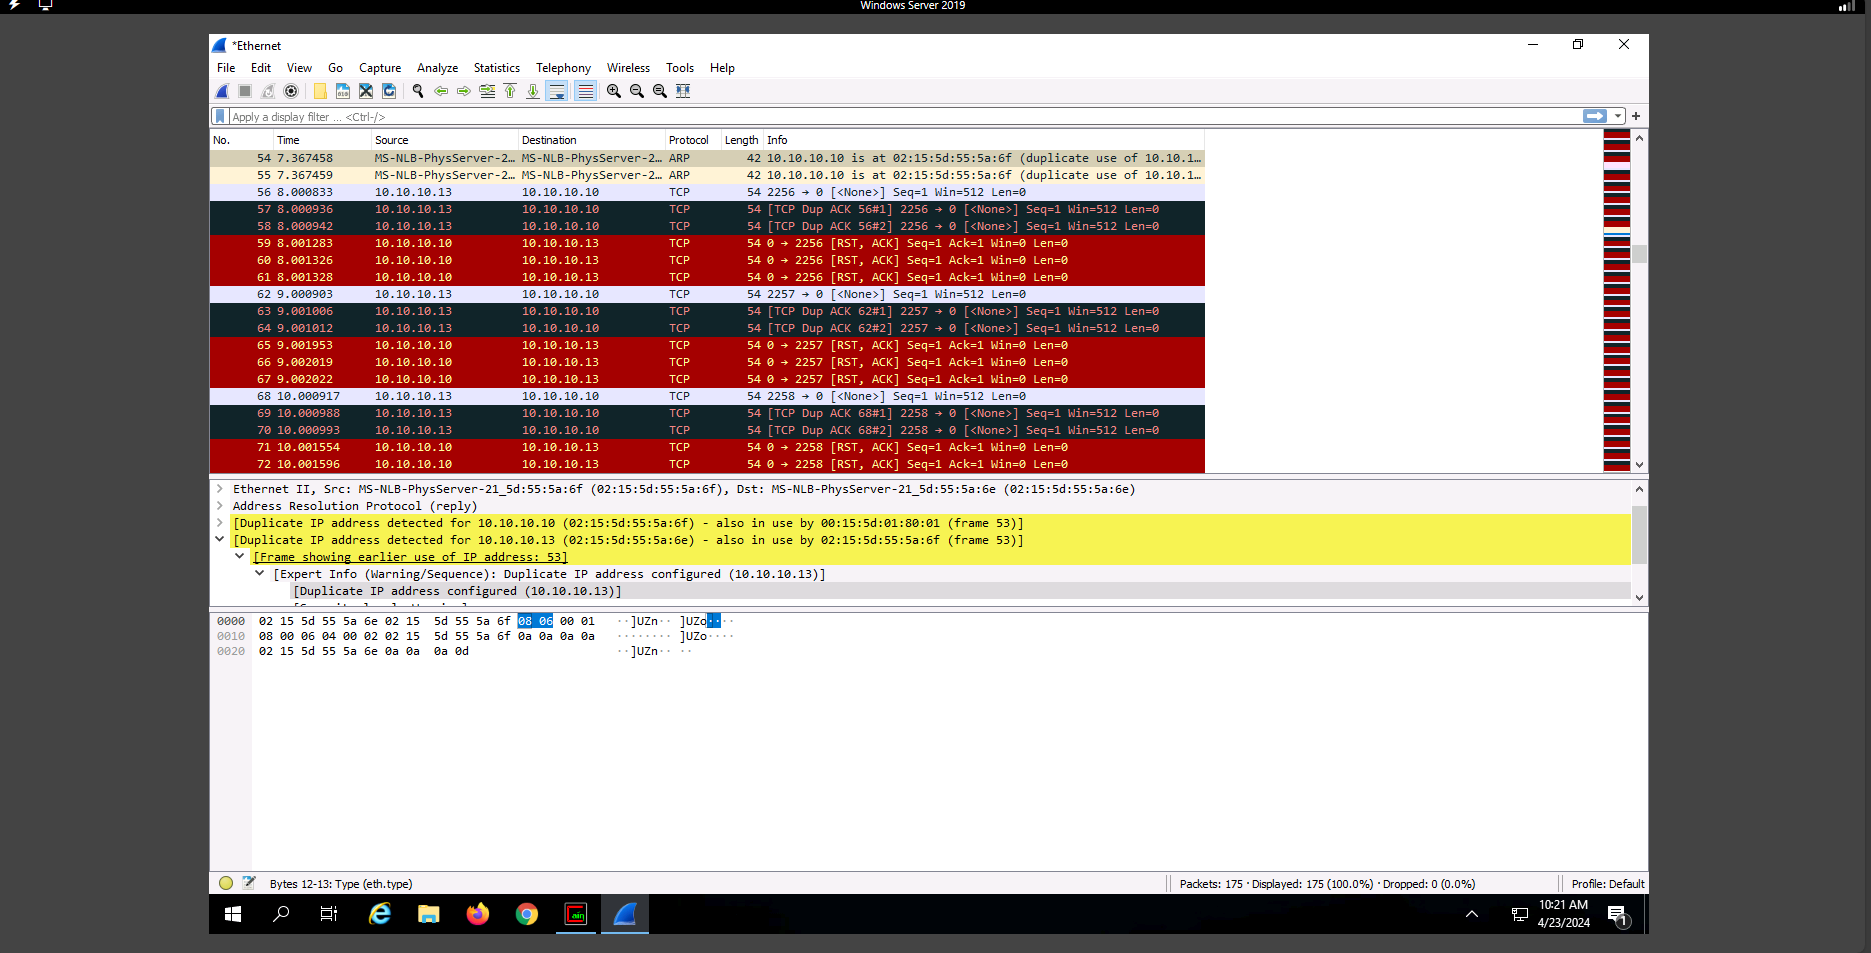 Windows Server 2019
*Ethernet
File Edit View Go Capture Analyze Statistics Telephony Wireless Tools Help
Apply a display filter ... <Ctrl-/>
No. Time Source Destination Protocol Length Info
54 7.367458 MS-NLB-PhysServer-2… MS-NLB-PhysServer-2… ARP 42 10.10.10.10 is at 02:15:5d:55:5a:6f (duplicate use of 10.10.1…
55 7.367459 MS-NLB-PhysServer-2… MS-NLB-PhysServer-2… ARP 42 10.10.10.10 is at 02:15:5d:55:5a:6f (duplicate use of 10.10.1…
56 8.000833 10.10.10.13 10.10.10.10 TCP 54 2256 → 0 [<None>] Seq=1 Win=512 Len=0
57 8.000936 10.10.10.13 10.10.10.10 TCP 54 [TCP Dup ACK 56#1] 2256 → 0 [<None>] Seq=1 Win=512 Len=0
58 8.000942 10.10.10.13 10.10.10.10 TCP 54 [TCP Dup ACK 56#2] 2256 → 0 [<None>] Seq=1 Win=512 Len=0
59 8.001283 10.10.10.10 10.10.10.13 TCP 54 0 → 2256 [RST, ACK] Seq=1 Ack=1 Win=0 Len=0
60 8.001326 10.10.10.10 10.10.10.13 TCP 54 0 → 2256 [RST, ACK] Seq=1 Ack=1 Win=0 Len=0
61 8.001328 10.10.10.10 10.10.10.13 TCP 54 0 → 2256 [RST, ACK] Seq=1 Ack=1 Win=0 Len=0
62 9.000903 10.10.10.13 10.10.10.10 TCP 54 2257 → 0 [<None>] Seq=1 Win=512 Len=0
63 9.001006 10.10.10.13 10.10.10.10 TCP 54 [TCP Dup ACK 62#1] 2257 → 0 [<None>] Seq=1 Win=512 Len=0
64 9.001012 10.10.10.13 10.10.10.10 TCP 54 [TCP Dup ACK 62#2] 2257 → 0 [<None>] Seq=1 Win=512 Len=0
65 9.001953 10.10.10.10 10.10.10.13 TCP 54 0 → 2257 [RST, ACK] Seq=1 Ack=1 Win=0 Len=0
66 9.002019 10.10.10.10 10.10.10.13 TCP 54 0 → 2257 [RST, ACK] Seq=1 Ack=1 Win=0 Len=0
67 9.002022 10.10.10.10 10.10.10.13 TCP 54 0 → 2257 [RST, ACK] Seq=1 Ack=1 Win=0 Len=0
68 10.000917 10.10.10.13 10.10.10.10 TCP 54 2258 → 0 [<None>] Seq=1 Win=512 Len=0
69 10.000988 10.10.10.13 10.10.10.10 TCP 54 [TCP Dup ACK 68#1] 2258 → 0 [<None>] Seq=1 Win=512 Len=0
70 10.000993 10.10.10.13 10.10.10.10 TCP 54 [TCP Dup ACK 68#2] 2258 → 0 [<None>] Seq=1 Win=512 Len=0
71 10.001554 10.10.10.10 10.10.10.13 TCP 54 0 → 2258 [RST, ACK] Seq=1 Ack=1 Win=0 Len=0
72 10.001596 10.10.10.10 10.10.10.13 TCP 54 0 → 2258 [RST, ACK] Seq=1 Ack=1 Win=0 Len=0
Ethernet II, Src: MS-NLB-PhysServer-21_5d:55:5a:6f (02:15:5d:55:5a:6f), Dst: MS-NLB-PhysServer-21_5d:55:5a:6e (02:15:5d:55:5a:6e)
Address Resolution Protocol (reply)
[Duplicate IP address detected for 10.10.10.10 (02:15:5d:55:5a:6f) - also in use by 00:15:5d:01:80:01 (frame 53)]
[Duplicate IP address detected for 10.10.10.13 (02:15:5d:55:5a:6e) - also in use by 02:15:5d:55:5a:6f (frame 53)]
[Frame showing earlier use of IP address: 53]
[Expert Info (Warning/Sequence): Duplicate IP address configured (10.10.10.13)]
[Duplicate IP address configured (10.10.10.13)]
0000 02 15 5d 55 5a 6e 02 15 5d 55 5a 6f 08 06 00 01 ··]UZn·· ]UZo····
0010 08 00 06 04 00 02 02 15 5d 55 5a 6f 0a 0a 0a 0a ········ ]UZo····
0020 02 15 5d 55 5a 6e 0a 0a 0a 0d ··]UZn·· ··
Bytes 12-13: Type (eth.type) Packets: 175 · Displayed: 175 (100.0%) · Dropped: 0 (0.0%) Profile: Default
Cain
10:21 AM
4/23/2024
1